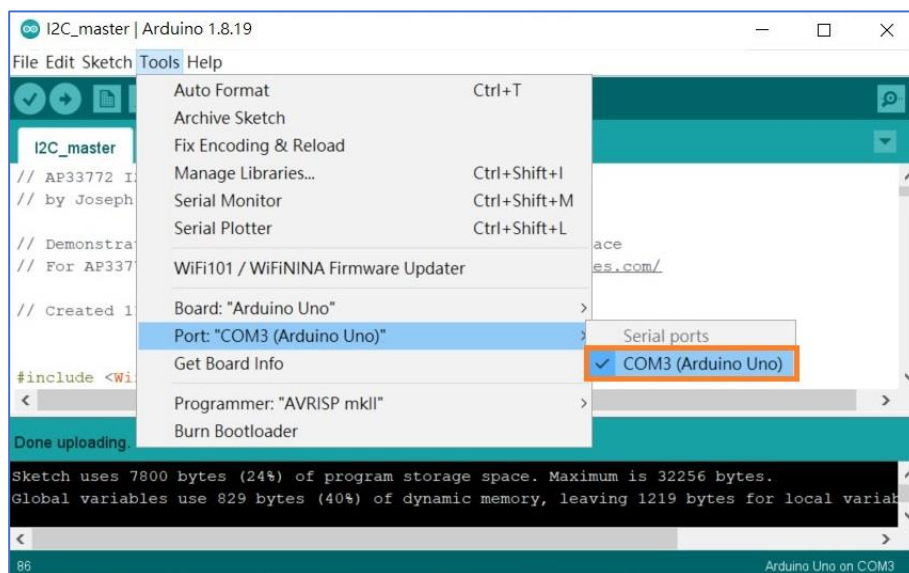 I2C_master | Arduino 1.8.19
File Edit Sketch Tools Help
Auto Format Ctrl+T
Archive Sketch
Fix Encoding & Reload
Manage Libraries... Ctrl+Shift+I
Serial Monitor Ctrl+Shift+M
Serial Plotter Ctrl+Shift+L
WiFi101 / WiFiNINA Firmware Updater
Board: "Arduino Uno"
Port: "COM3 (Arduino Uno)"
Get Board Info
Programmer: "AVRISP mkII"
Burn Bootloader
Serial ports
COM3 (Arduino Uno)
I2C_master
// AP33772 I2
// by Joseph
// Demonstra ace
// For AP337 es.com/
// Created 1
#include <Wi
Done uploading.
Sketch uses 7800 bytes (24%) of program storage space. Maximum is 32256 bytes.
Global variables use 829 bytes (40%) of dynamic memory, leaving 1219 bytes for local variab
86 Arduino Uno on COM3